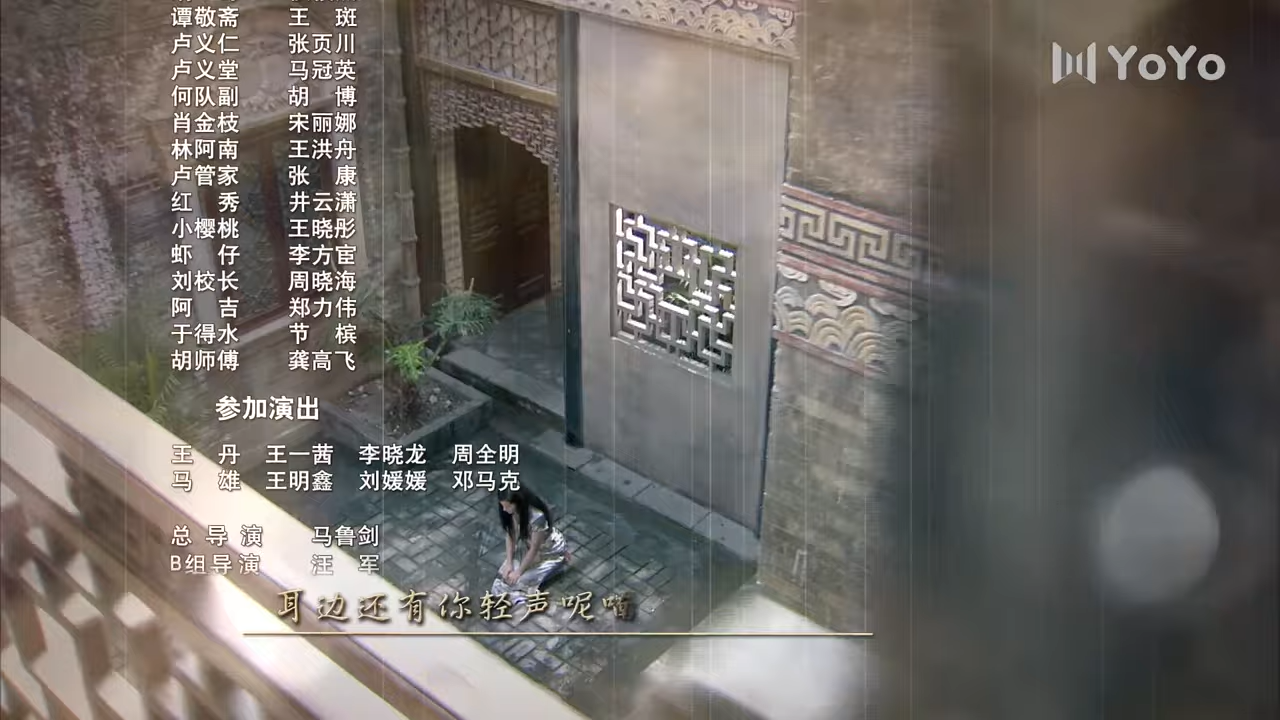 YoYo
谭敬斋 王 斑
卢义仁 张页川
卢义堂 马冠英
何队副 胡 博
肖金枝 宋丽娜
林阿南 王洪舟
卢管家 张 康
红 秀 井云潇
小樱桃 王晓彤
虾 仔 李方宦
刘校长 周晓海
阿 吉 郑力伟
于得水 节 槟
胡师傅 龚高飞
参加演出
王 丹 王一茜 李晓龙 周全明
马 雄 王明鑫 刘媛媛 邓马克
总 导 演 马鲁剑
B组导演 汪 军
耳边还有你轻声呢喃